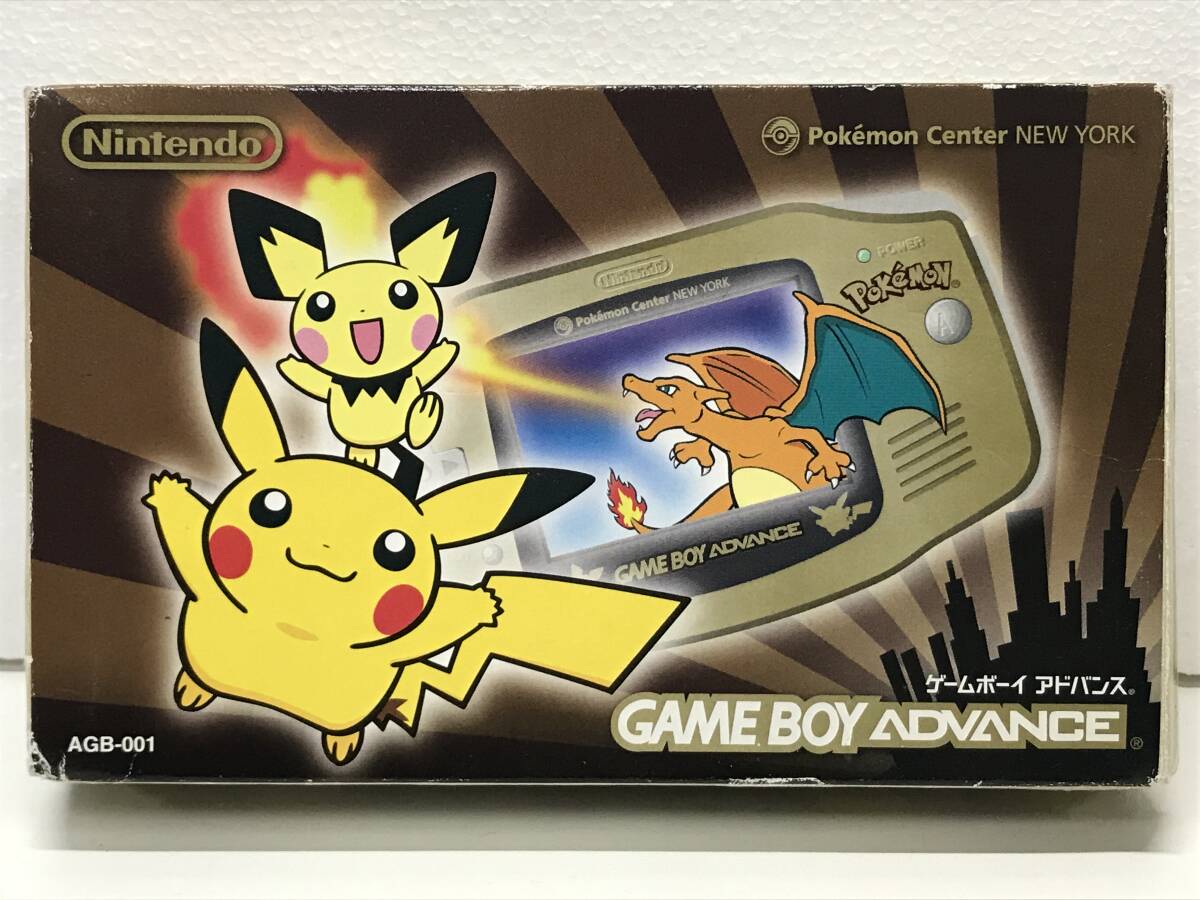 Nintendo
Pokémon Center NEW YORK
POWER
Nintendo
POKéMON®
Pokémon Center NEW YORK
A
GAME BOY ADVANCE
ゲームボーイ アドバンス®
GAME BOY ADVANCE®
AGB-001